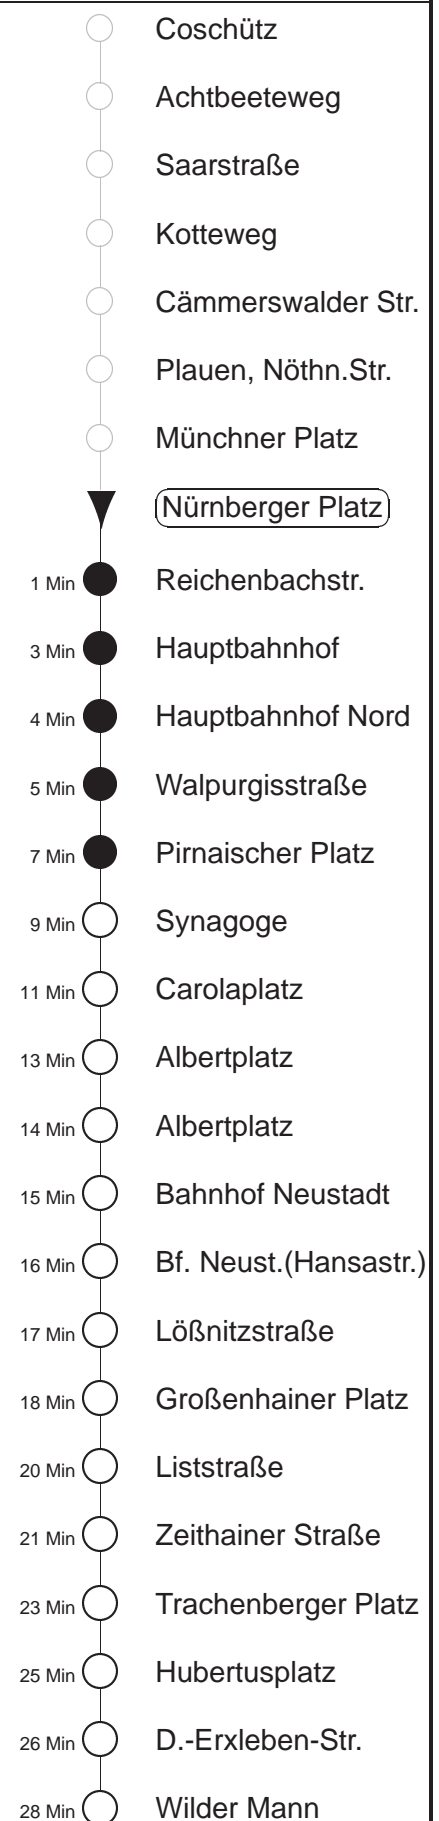 Coschütz
Achtbeeteweg
Saarstraße
Kotteweg
Cämmerswalder Str.
Plauen, Nöthn.Str.
Münchner Platz
Nürnberger Platz
1 Min Reichenbachstr.
3 Min Hauptbahnhof
4 Min Hauptbahnhof Nord
5 Min Walpurgisstraße
7 Min Pirnaischer Platz
9 Min Synagoge
11 Min Carolaplatz
13 Min Albertplatz
14 Min Albertplatz
15 Min Bahnhof Neustadt
16 Min Bf. Neust.(Hansastr.)
17 Min Lößnitzstraße
18 Min Großenhainer Platz
20 Min Liststraße
21 Min Zeithainer Straße
23 Min Trachenberger Platz
25 Min Hubertusplatz
26 Min D.-Erxleben-Str.
28 Min Wilder Mann